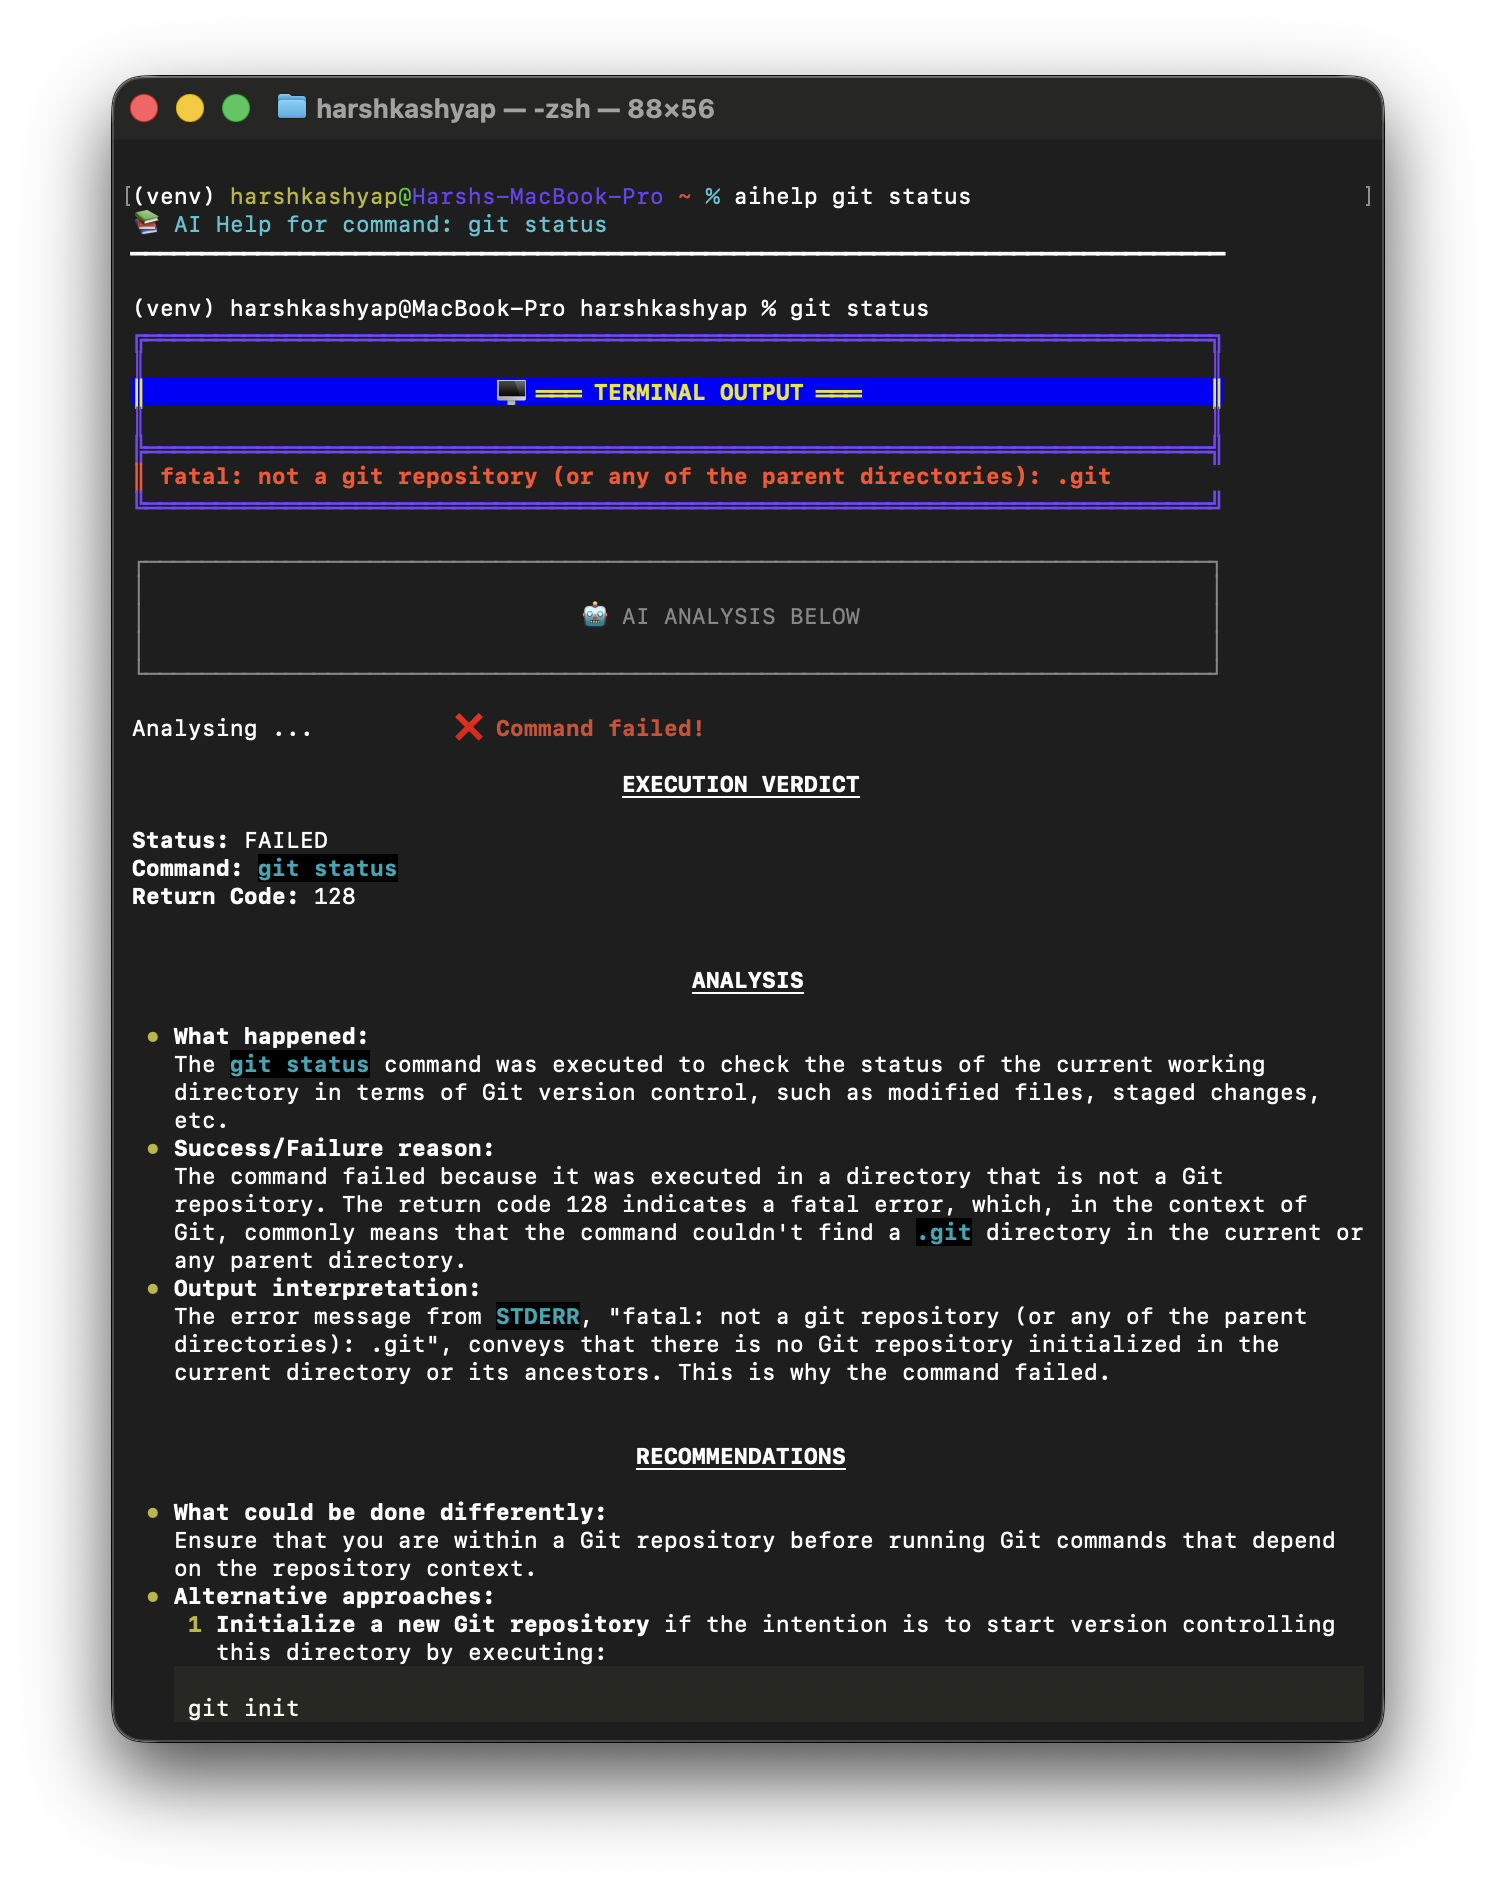 harshkashyap — -zsh — 88×56
[(venv) harshkashyap@Harshs-MacBook-Pro ~ % aihelp git status ]
📚 AI Help for command: git status
(venv) harshkashyap@MacBook-Pro harshkashyap % git status
🖥️ ═══ TERMINAL OUTPUT ═══
fatal: not a git repository (or any of the parent directories): .git
🤖 AI ANALYSIS BELOW
Analysing ... ❌ Command failed!
EXECUTION VERDICT
Status: FAILED
Command: git status
Return Code: 128
ANALYSIS
• What happened:
The git status command was executed to check the status of the current working
directory in terms of Git version control, such as modified files, staged changes,
etc.
• Success/Failure reason:
The command failed because it was executed in a directory that is not a Git
repository. The return code 128 indicates a fatal error, which, in the context of
Git, commonly means that the command couldn't find a .git directory in the current or
any parent directory.
• Output interpretation:
The error message from STDERR, "fatal: not a git repository (or any of the parent
directories): .git", conveys that there is no Git repository initialized in the
current directory or its ancestors. This is why the command failed.
RECOMMENDATIONS
• What could be done differently:
Ensure that you are within a Git repository before running Git commands that depend
on the repository context.
• Alternative approaches:
1 Initialize a new Git repository if the intention is to start version controlling
this directory by executing:
git init